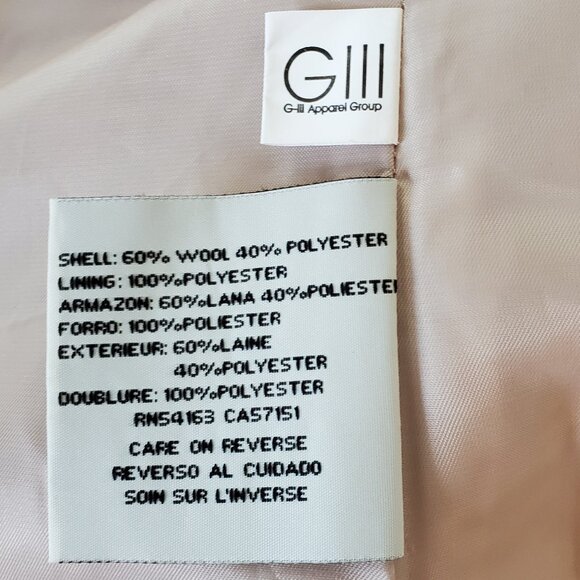 GIII
G-III Apparel Group
SHELL: 60% WOOL 40% POLYESTER
LINING: 100%POLYESTER
ARMAZON: 60%LANA 40%POLIESTER
FORRO: 100%POLIESTER
EXTERIEUR: 60%LAINE
40%POLYESTER
DOUBLURE: 100%POLYESTER
RN54163 CA57151
CARE ON REVERSE
REVERSO AL CUIDADO
SOIN SUR L'INVERSE